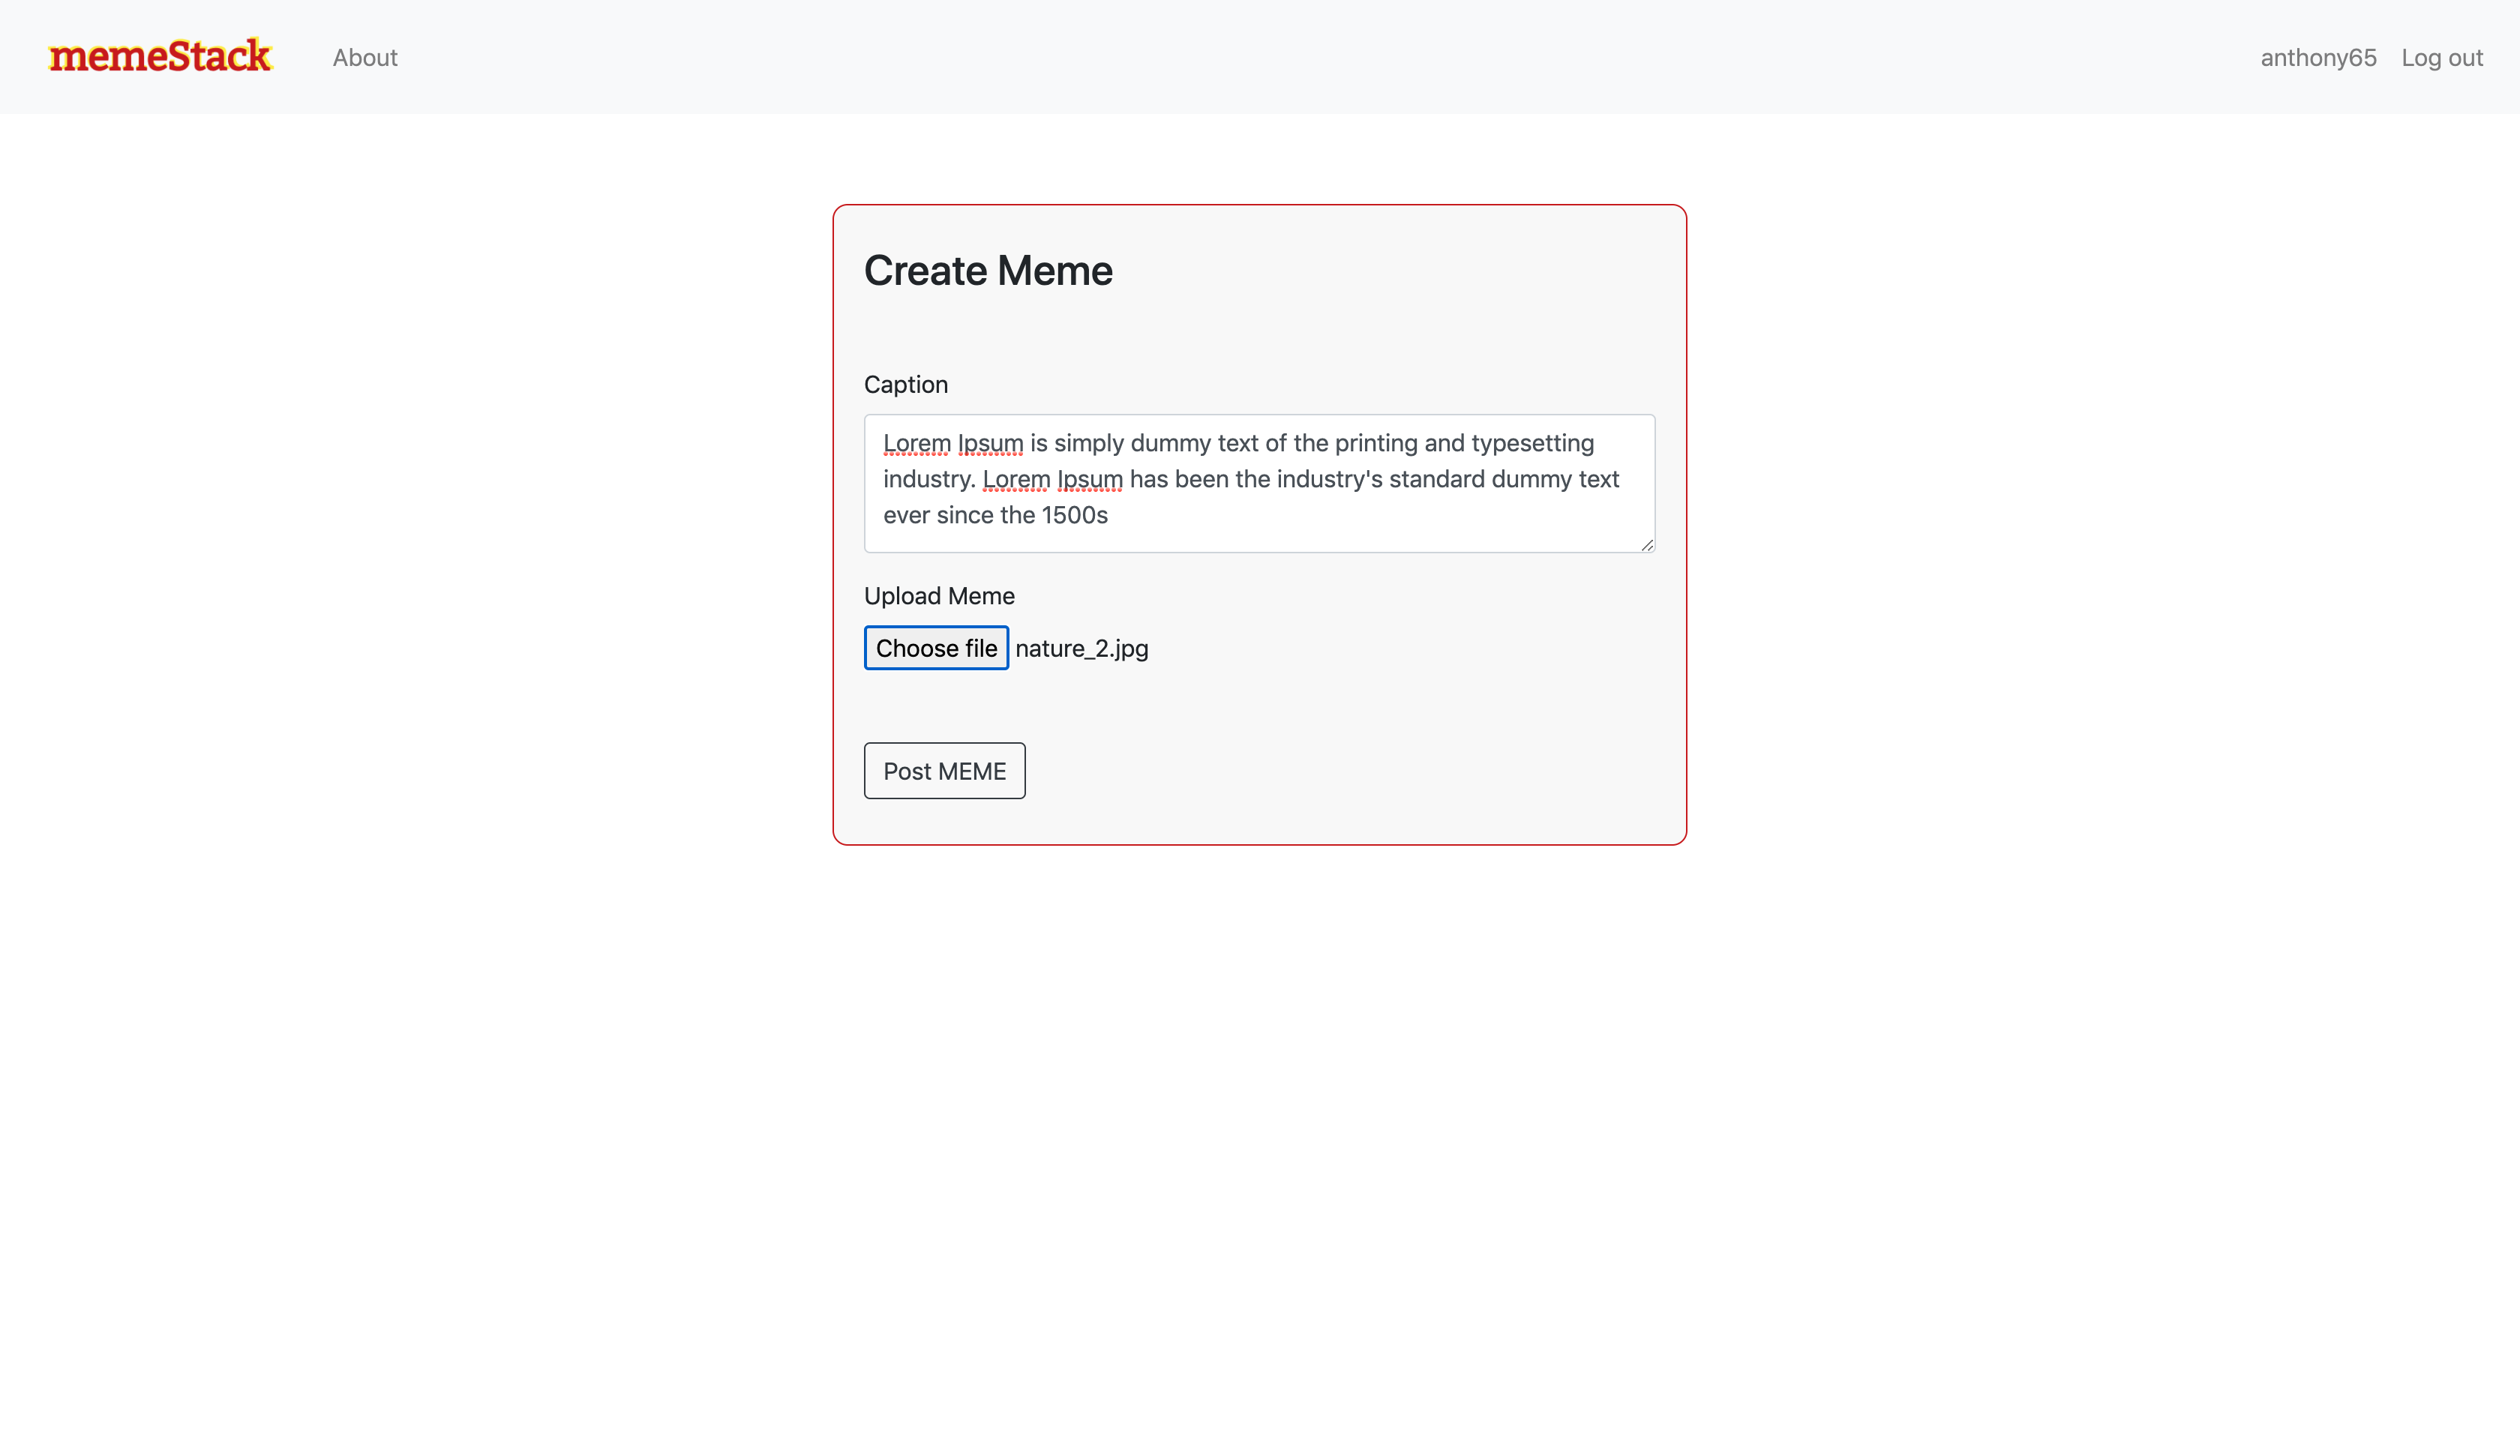 memeStack
About
anthony65
Log out
Create Meme
Caption
Lorem Ipsum is simply dummy text of the printing and typesetting
industry. Lorem Ipsum has been the industry's standard dummy text
ever since the 1500s
Upload Meme
Choose file nature_2.jpg
Post MEME